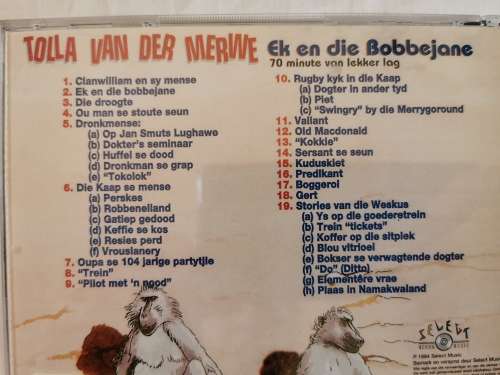 TOLLA VAN DER MERWE
Ek en die Bobbejane
70 minute van lekker lag
1. Clanwilliam en sy mense
2. Ek en die bobbejane
3. Die droogte
4. Ou man se stoute seun
5. Dronkmense:
(a) Op Jan Smuts Lughawe
(b) Dokter's seminaar
(c) Huffel se dood
(d) Dronkman se grap
(e) "Tokolok"
6. Die Kaap se mense
(a) Perskes
(b) Robbeneiland
(c) Gatiep gedood
(d) Keffie se kos
(e) Resies perd
(f) Vrouslanery
7. Oupa se 104 jarige partytjie
8. "Trein"
9. "Pilot met 'n nood"
10. Rugby kyk in die Kaap
(a) Dogter in ander tyd
(b) Piet
(c) "Swingry" by die Merrygoround
11. Valiant
12. Old Macdonald
13. "Kokkie"
14. Sersant se seun
15. Kuduskiet
16. Predikant
17. Boggeroi
18. Gert
19. Stories van die Weskus
(a) Ys op die goederetrein
(b) Trein "tickets"
(c) Koffer op die sitplek
(d) Blou vitrioel
(e) Bokser se verwagtende dogter
(f) "Do" (Ditto)
(g) Elementêre vrae
(h) Plaas in Namakwaland
SELECT
MUSIEK MUSIC
P 1994 Select Music